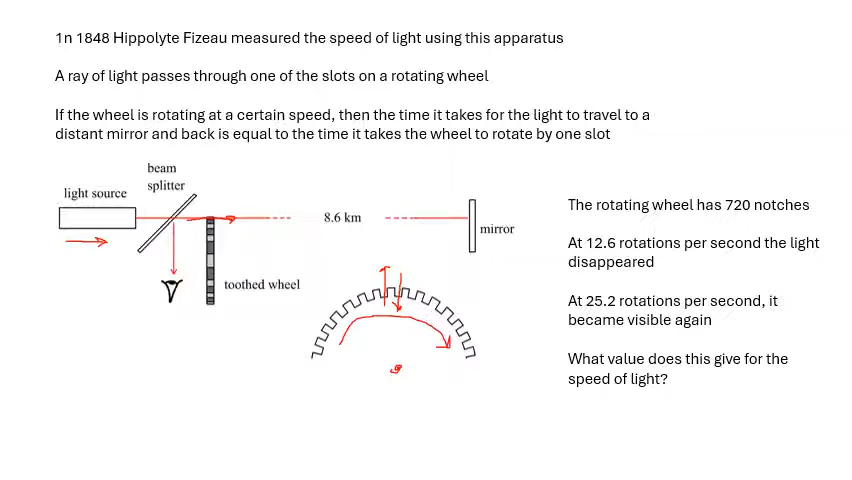 1n 1848 Hippolyte Fizeau measured the speed of light using this apparatus
A ray of light passes through one of the slots on a rotating wheel
If the wheel is rotating at a certain speed, then the time it takes for the light to travel to a
distant mirror and back is equal to the time it takes the wheel to rotate by one slot
beam
splitter
light source
8.6 km
mirror
toothed wheel
The rotating wheel has 720 notches
At 12.6 rotations per second the light
disappeared
At 25.2 rotations per second, it
became visible again
What value does this give for the
speed of light?